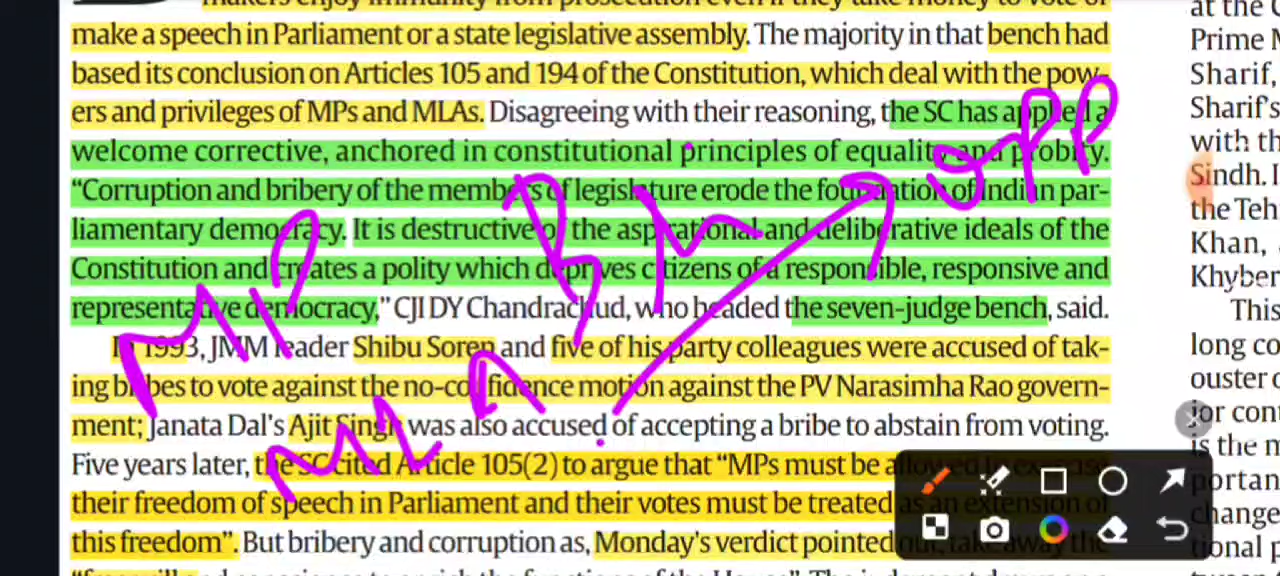 makers enjoy immunity from prosecution even if they take money to vote or
make a speech in Parliament or a state legislative assembly. The majority in that bench had
based its conclusion on Articles 105 and 194 of the Constitution, which deal with the pow-
ers and privileges of MPs and MLAs. Disagreeing with their reasoning, the SC has applied a
welcome corrective, anchored in constitutional principles of equality and probity.
“Corruption and bribery of the members of legislature erode the foundation of Indian par-
liamentary democracy. It is destructive of the aspirational and deliberative ideals of the
Constitution and creates a polity which deprives citizens of a responsible, responsive and
representative democracy,” CJI DY Chandrachud, who headed the seven-judge bench, said.
In 1993, JMM leader Shibu Soren and five of his party colleagues were accused of tak-
ing bribes to vote against the no-confidence motion against the PV Narasimha Rao govern-
ment; Janata Dal's Ajit Singh was also accused of accepting a bribe to abstain from voting.
Five years later, the SC cited Article 105(2) to argue that “MPs must be allowed to exercise
their freedom of speech in Parliament and their votes must be treated as an extension of
this freedom”. But bribery and corruption as, Monday's verdict pointed out, take away the
at the
Prime M
Sharif,
Sharif's
with th
Sindh. I
the Teh
Khan,
Khyber
This
long co
ouster o
jor con
is the m
portan
change
tional p
MP
MLA
OPP